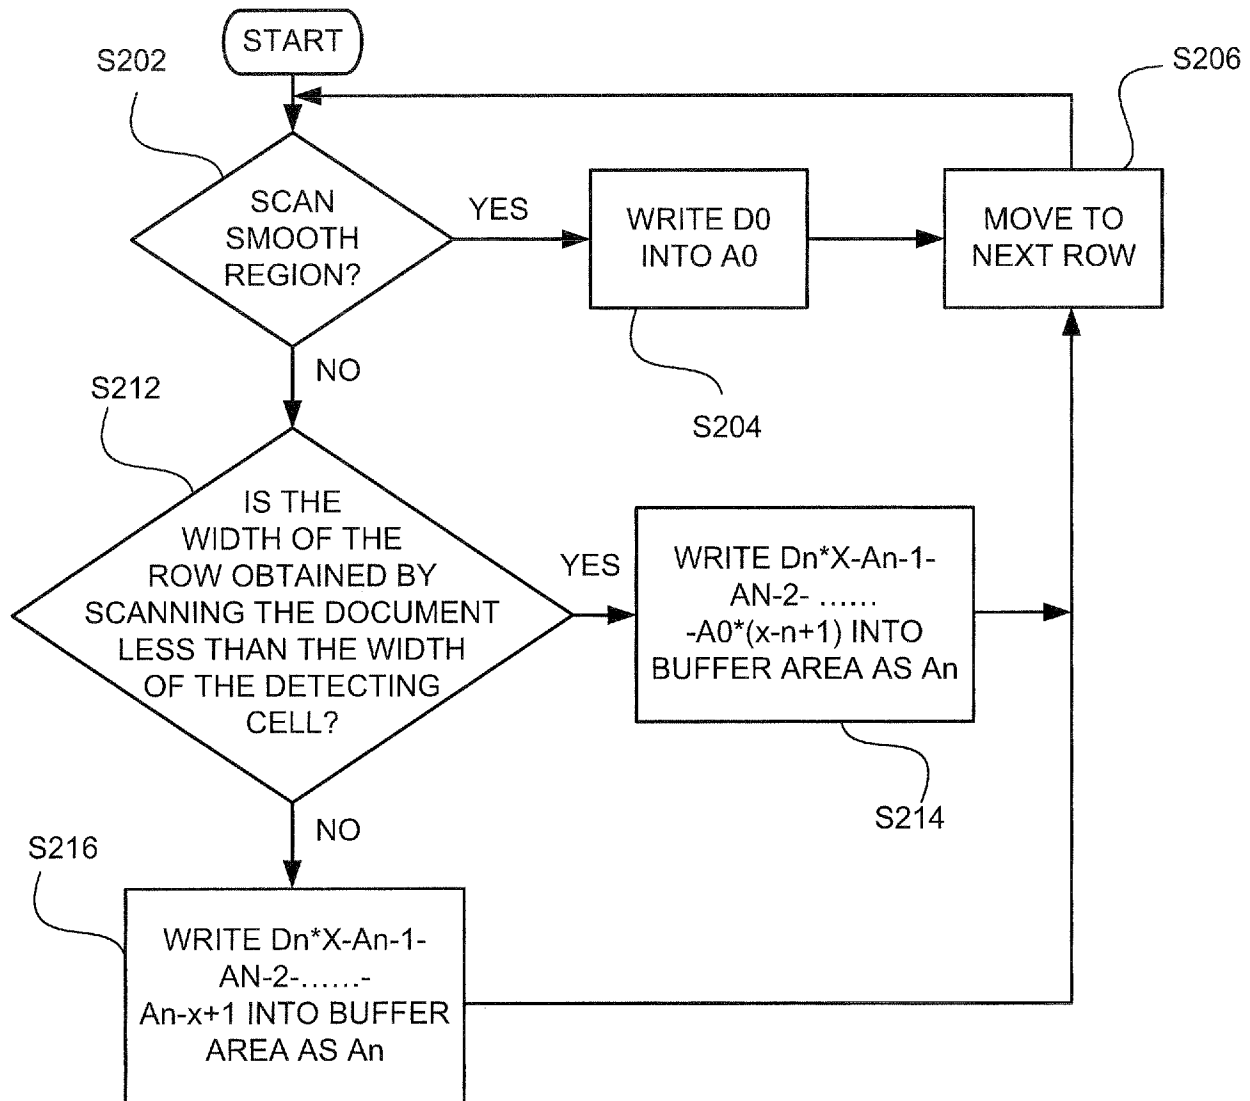 START
S202
S206
SCAN
SMOOTH
REGION?
YES
WRITE D0
INTO A0
MOVE TO
NEXT ROW
NO
S204
S212
IS THE
WIDTH OF THE
ROW OBTAINED BY
SCANNING THE DOCUMENT
LESS THAN THE WIDTH
OF THE DETECTING
CELL?
YES
WRITE Dn*X-An-1-
AN-2- ......
-A0*(x-n+1) INTO
BUFFER AREA AS An
S214
NO
S216
WRITE Dn*X-An-1-
AN-2-......-
An-x+1 INTO BUFFER
AREA AS An